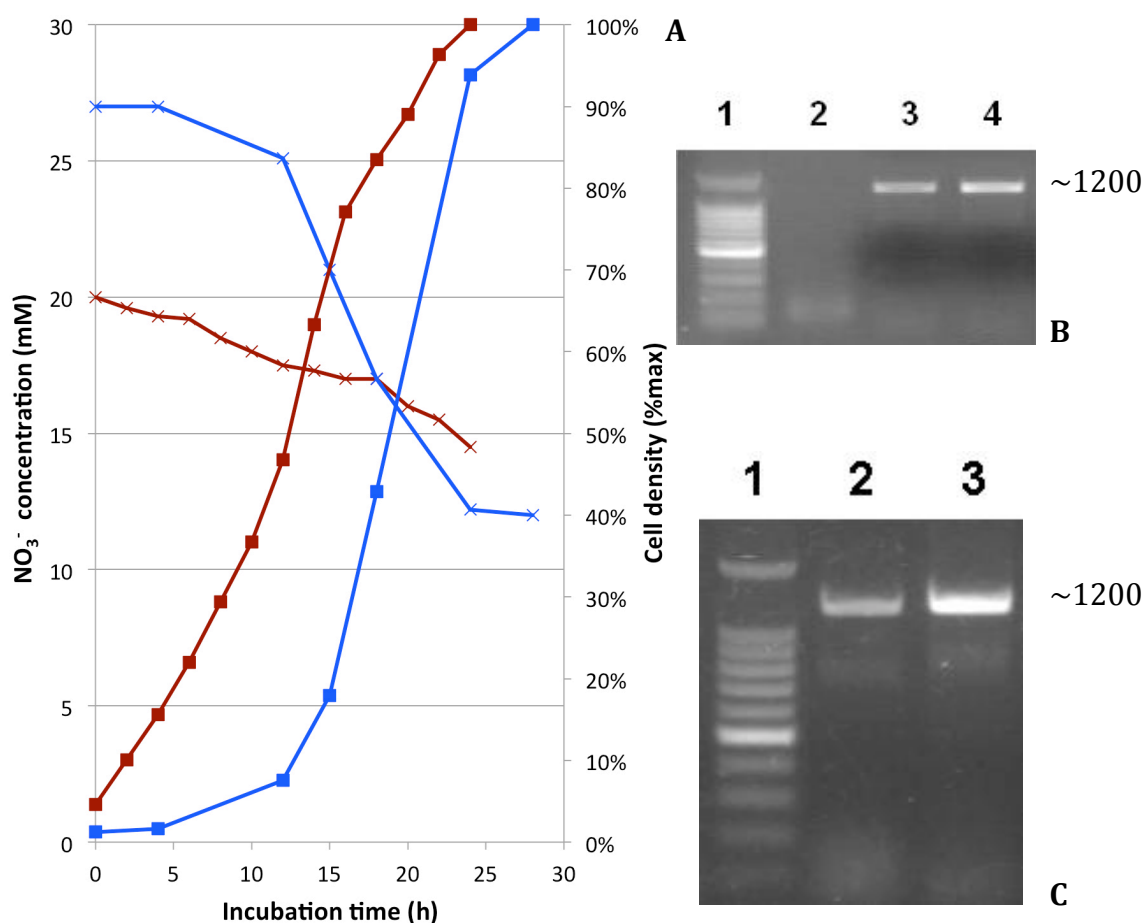 A
NO₃⁻ concentration (mM)
30
25
20
15
10
5
0
100%
90%
80%
70%
60%
50%
40%
30%
20%
10%
0%
Cell density (%max)
0 5 10 15 20 25 30
Incubation time (h)
1 2 3 4
~1200
B
1 2 3
~1200
C